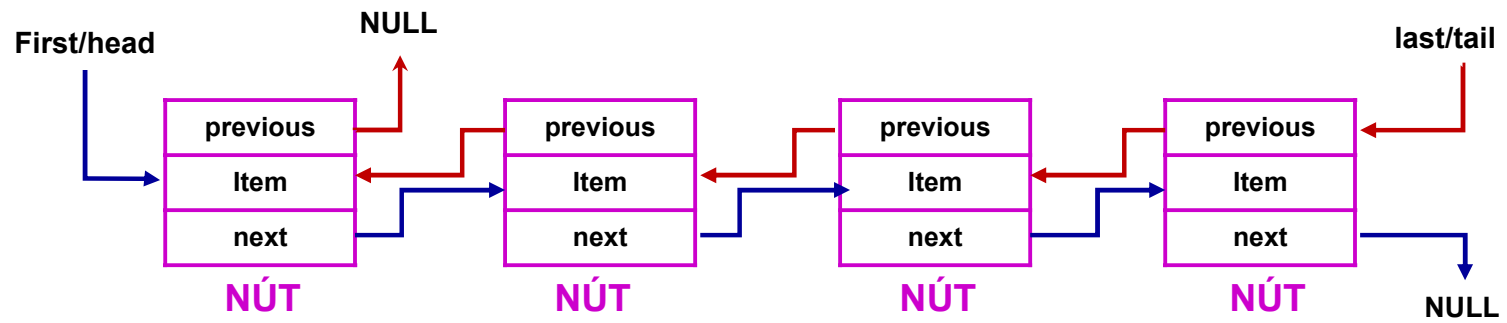 First/head
NULL
last/tail
previous
Item
next
NÚT
previous
Item
next
NÚT
previous
Item
next
NÚT
previous
Item
next
NÚT
NULL